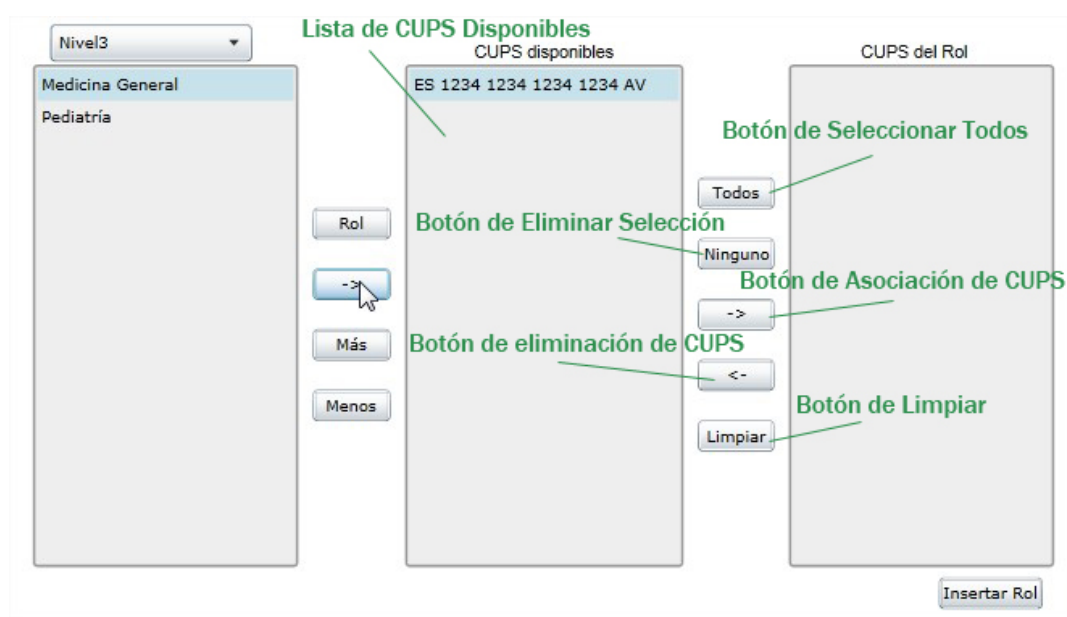 Lista de CUPS Disponibles
Nivel3
CUPS disponibles
CUPS del Rol
Medicina General
ES 1234 1234 1234 1234 AV
Pediatría
Botón de Seleccionar Todos
Todos
Rol
Botón de Eliminar Selección
Ninguno
->
Botón de Asociación de CUPS
->
Más
Botón de eliminación de CUPS
<-
Menos
Botón de Limpiar
Limpiar
Insertar Rol